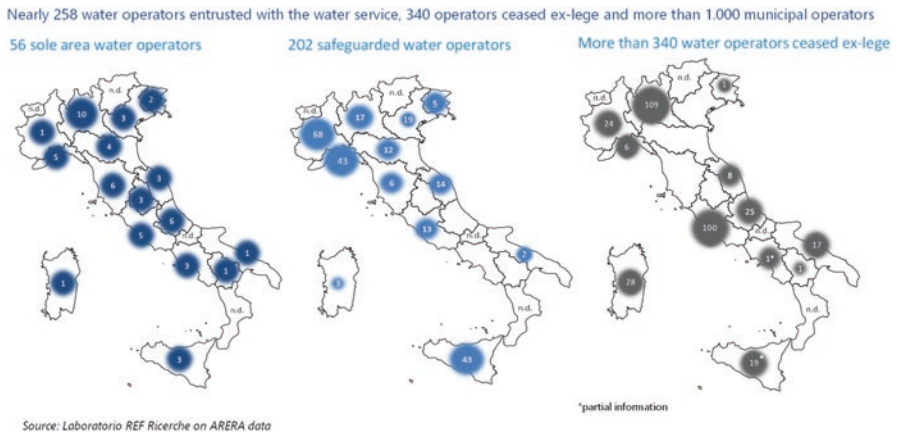 Nearly 258 water operators entrusted with the water service, 340 operators ceased ex-lege and more than 1.000 municipal operators
56 sole area water operators
202 safeguarded water operators
More than 340 water operators ceased ex-lege
n.d.
2
n.d.
10
3
1
4
5
6
3
3
6
5
n.d.
3
1
1
1
n.d.
3
n.d.
5
n.d.
17
19
68
12
43
6
14
13
n.d.
2
3
n.d.
43
n.d.
1
n.d.
109
24
6
8
25
100
n.d.
1*
17
1
28
n.d.
19*
*partial information
Source: Laboratorio REF Ricerche on ARERA data